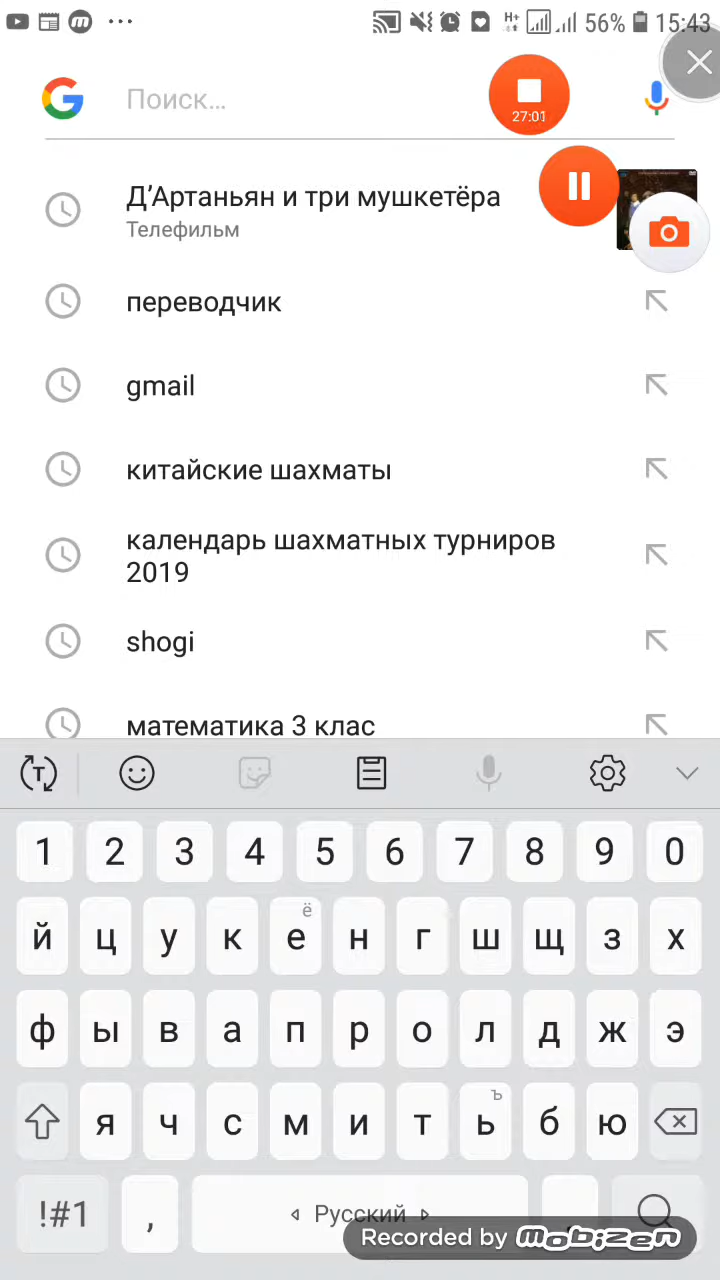 H+ 56% 15:43
Поиск...
27:01
Д’Артаньян и три мушкетёра
Телефильм
переводчик
gmail
китайские шахматы
календарь шахматных турниров
2019
shogi
математика 3 клас
T
1 2 3 4 5 6 7 8 9 0
ё
й ц у к е н г ш щ з х
ф ы в а п р о л д ж э
ъ
я ч с м и т ь б ю
!#1 , Русский
Recorded by mobizen